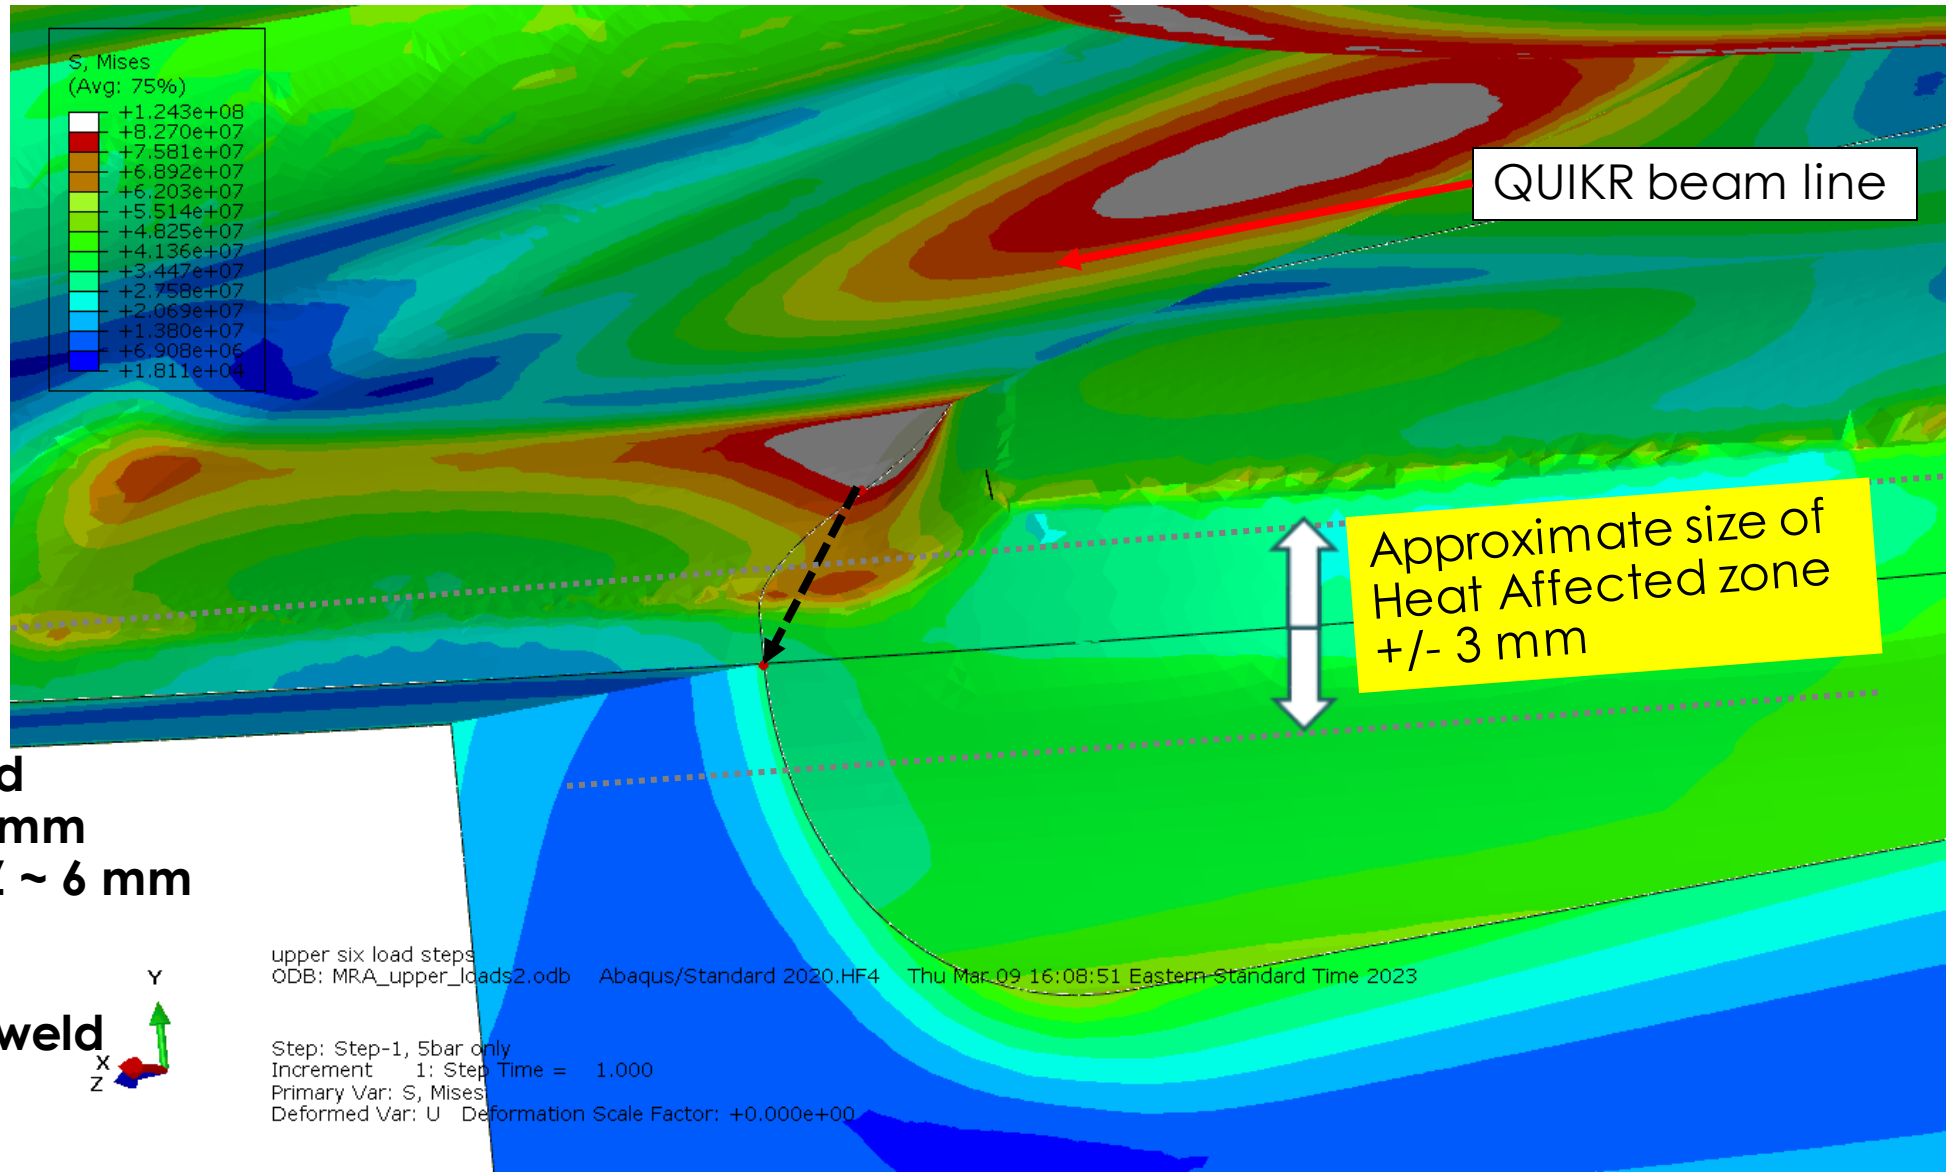 S, Mises
(Avg: 75%)
+1.243e+08
+8.270e+07
+7.581e+07
+6.892e+07
+6.203e+07
+5.514e+07
+4.825e+07
+4.136e+07
+3.447e+07
+2.758e+07
+2.069e+07
+1.380e+07
+6.908e+06
+1.811e+04
QUIKR beam line
Approximate size of
Heat Affected zone
+/- 3 mm
d
mm
~ 6 mm
weld
Y
X
Z
upper six load steps
ODB: MRA_upper_loads2.odb Abaqus/Standard 2020.HF4 Thu Mar 09 16:08:51 Eastern Standard Time 2023
Step: Step-1, 5bar only
Increment 1: Step Time = 1.000
Primary Var: S, Mises
Deformed Var: U Deformation Scale Factor: +0.000e+00